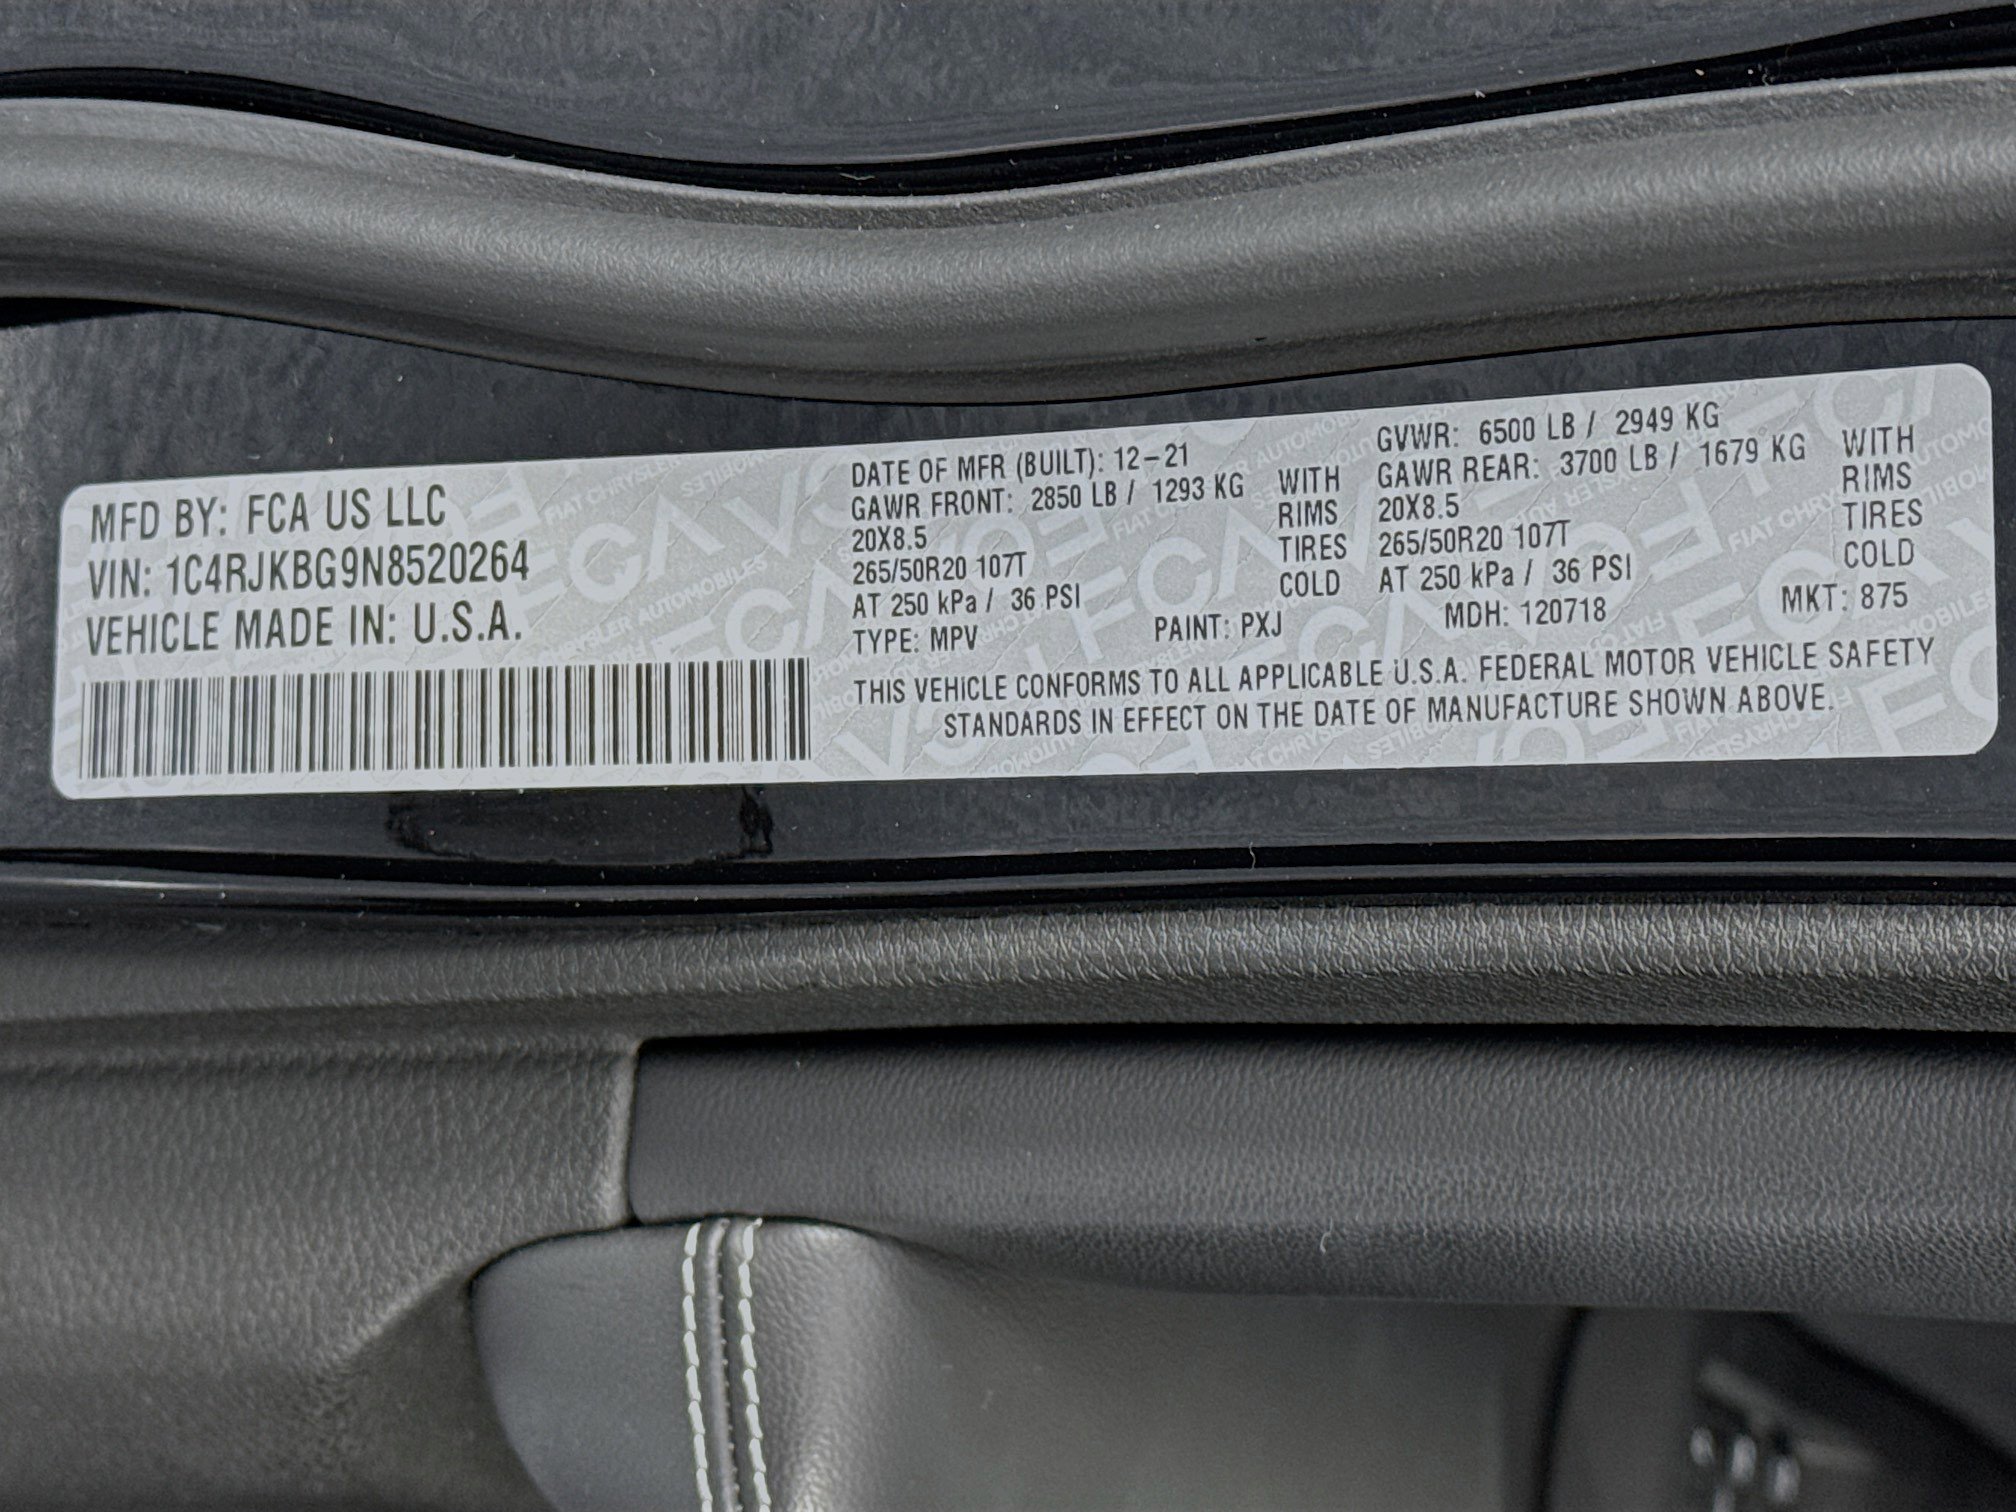 MFD BY: FCA US LLC
VIN: 1C4RJKBG9N8520264
VEHICLE MADE IN: U.S.A.
DATE OF MFR (BUILT): 12-21
GAWR FRONT: 2850 LB / 1293 KG WITH
20X8.5 RIMS
265/50R20 107T TIRES
AT 250 kPa / 36 PSI COLD
GVWR: 6500 LB / 2949 KG
GAWR REAR: 3700 LB / 1679 KG WITH
20X8.5 RIMS
265/50R20 107T TIRES
AT 250 kPa / 36 PSI COLD
TYPE: MPV PAINT: PXJ MDH: 120718 MKT: 875
THIS VEHICLE CONFORMS TO ALL APPLICABLE U.S.A. FEDERAL MOTOR VEHICLE SAFETY
STANDARDS IN EFFECT ON THE DATE OF MANUFACTURE SHOWN ABOVE.